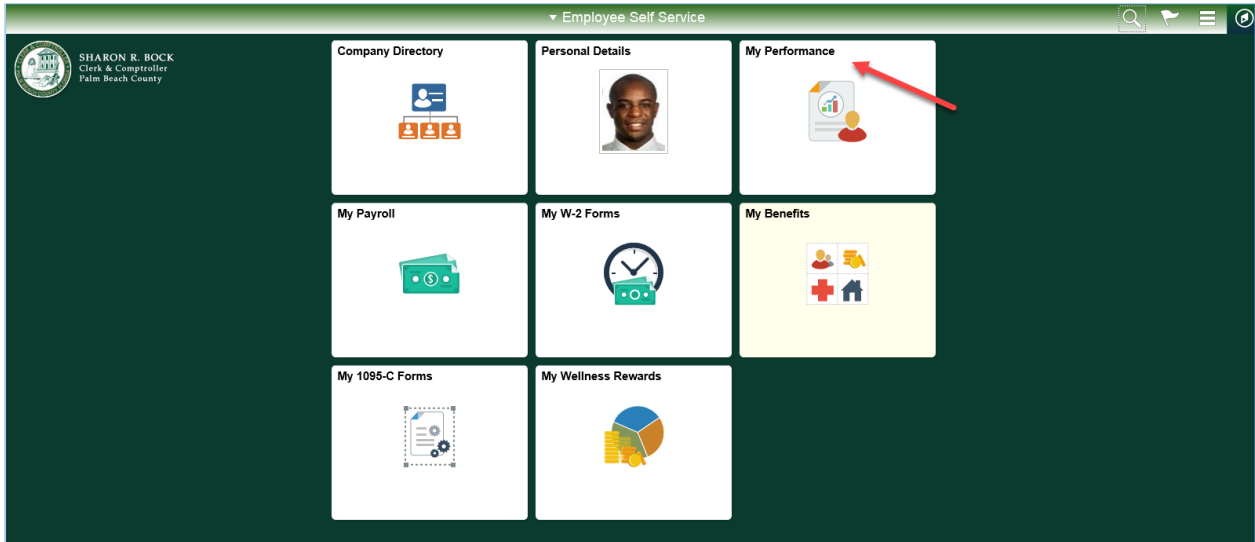 Employee Self Service
SHARON R. BOCK
Clerk & Comptroller
Palm Beach County
Company Directory
Personal Details
My Performance
My Payroll
My W-2 Forms
My Benefits
My 1095-C Forms
My Wellness Rewards